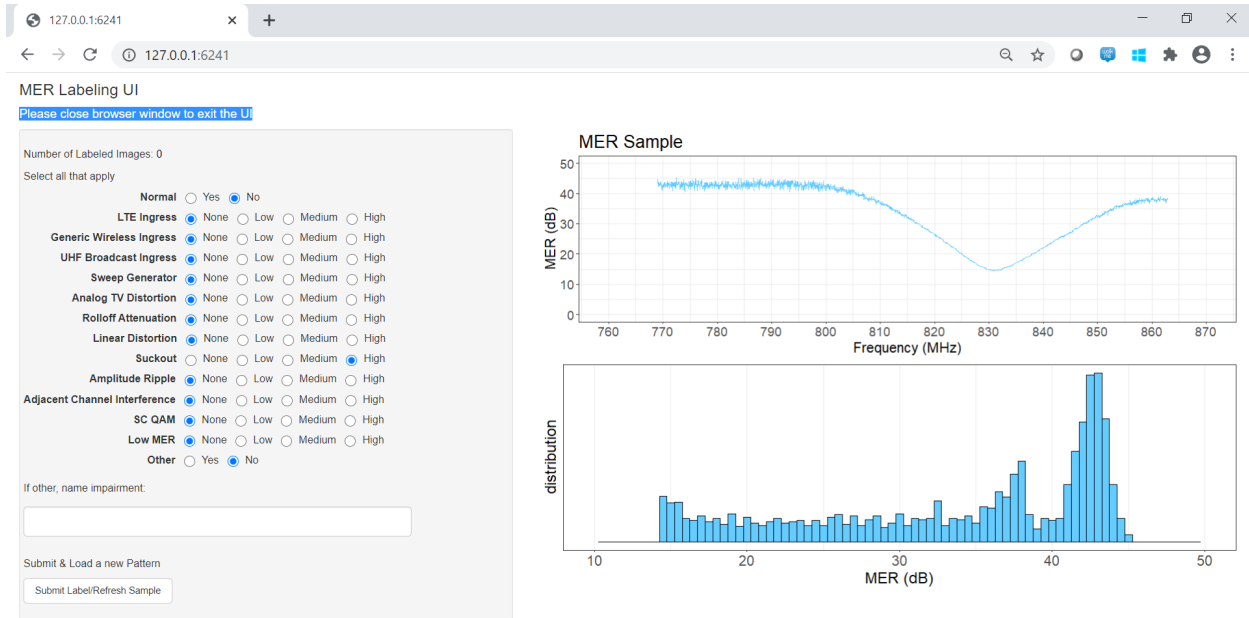 127.0.0.1:6241
127.0.0.1:6241
MER Labeling UI
Please close browser window to exit the UI
Number of Labeled Images: 0
Select all that apply
Normal Yes No
LTE Ingress None Low Medium High
Generic Wireless Ingress None Low Medium High
UHF Broadcast Ingress None Low Medium High
Sweep Generator None Low Medium High
Analog TV Distortion None Low Medium High
Rolloff Attenuation None Low Medium High
Linear Distortion None Low Medium High
Suckout None Low Medium High
Amplitude Ripple None Low Medium High
Adjacent Channel Interference None Low Medium High
SC QAM None Low Medium High
Low MER None Low Medium High
Other Yes No
If other, name impairment:
Submit & Load a new Pattern
Submit Label/Refresh Sample
MER Sample
MER (dB)
50
40
30
20
10
0
760 770 780 790 800 810 820 830 840 850 860 870
Frequency (MHz)
distribution
10 20 30 40 50
MER (dB)